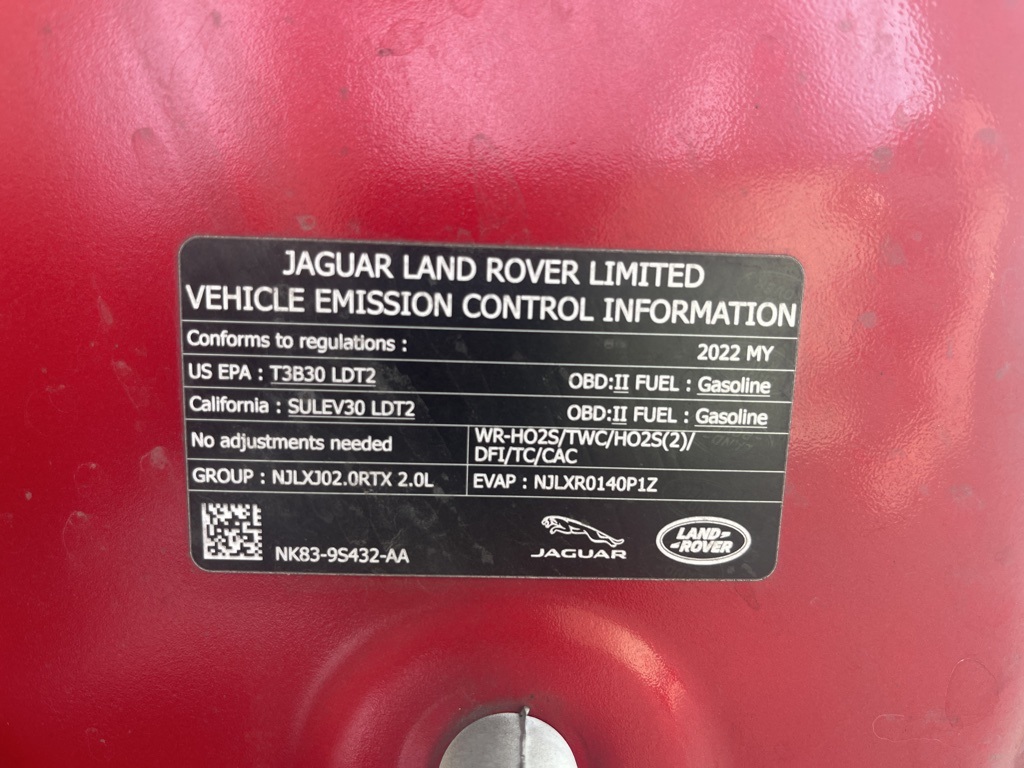 JAGUAR LAND ROVER LIMITED
VEHICLE EMISSION CONTROL INFORMATION
Conforms to regulations : 2022 MY
US EPA : T3B30 LDT2 OBD:II FUEL : Gasoline
California : SULEV30 LDT2 OBD:II FUEL : Gasoline
No adjustments needed
WR-HO2S/TWC/HO2S(2)/
DFI/TC/CAC
GROUP : NJLXJ02.0RTX 2.0L EVAP : NJLXR0140P1Z
NK83-9S432-AA
JAGUAR
LAND-
-ROVER